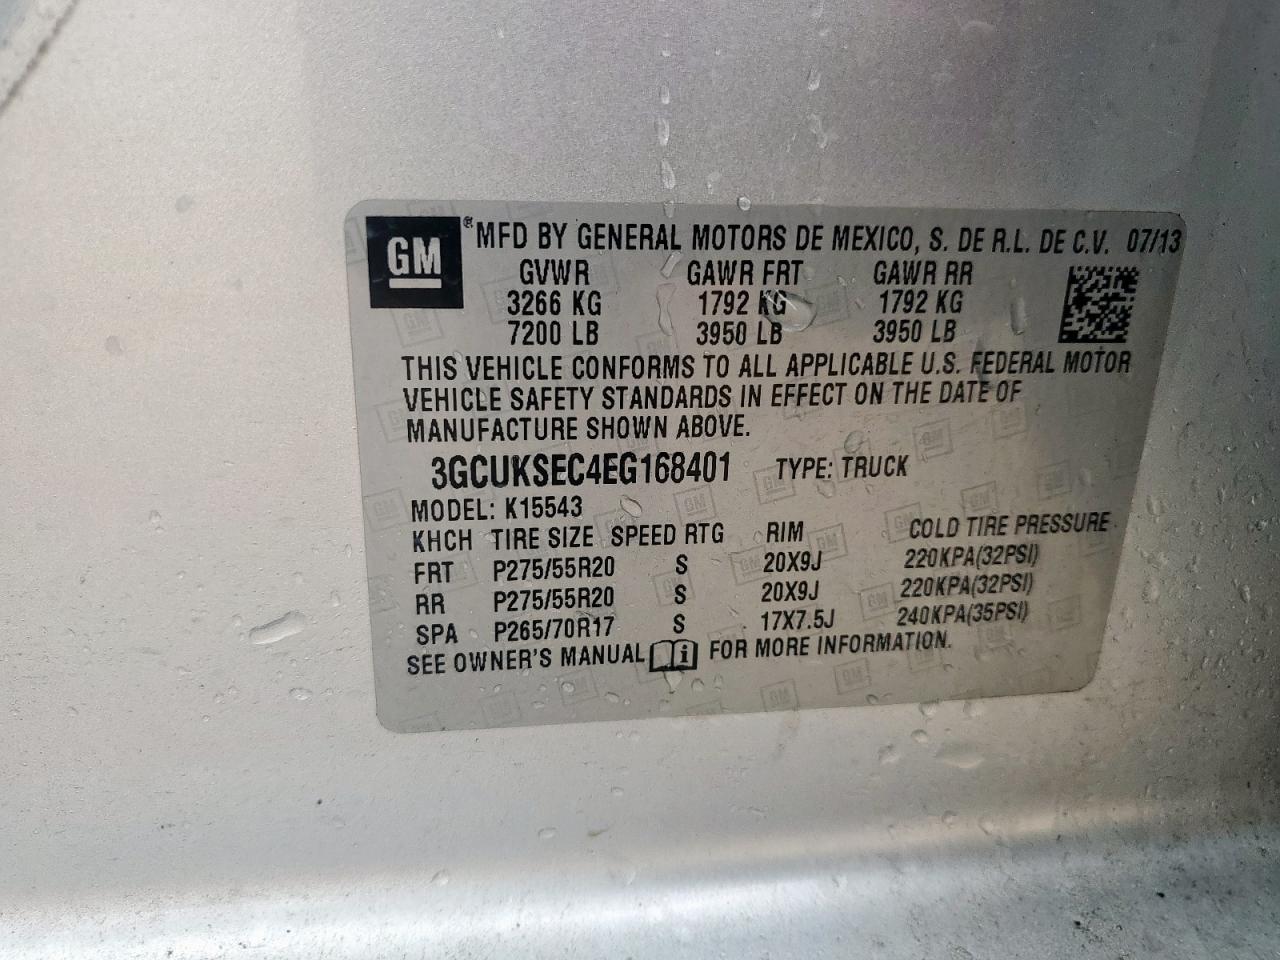 GM ® MFD BY GENERAL MOTORS DE MEXICO, S. DE R.L. DE C.V. 07/13
GVWR GAWR FRT GAWR RR
3266 KG 1792 KG 1792 KG
7200 LB 3950 LB 3950 LB
THIS VEHICLE CONFORMS TO ALL APPLICABLE U.S. FEDERAL MOTOR
VEHICLE SAFETY STANDARDS IN EFFECT ON THE DATE OF
MANUFACTURE SHOWN ABOVE.
3GCUKSEC4EG168401 TYPE: TRUCK
MODEL: K15543
KHCH TIRE SIZE SPEED RTG RIM COLD TIRE PRESSURE
FRT P275/55R20 S 20X9J 220KPA(32PSI)
RR P275/55R20 S 20X9J 220KPA(32PSI)
SPA P265/70R17 S 17X7.5J 240KPA(35PSI)
SEE OWNER'S MANUAL i FOR MORE INFORMATION.